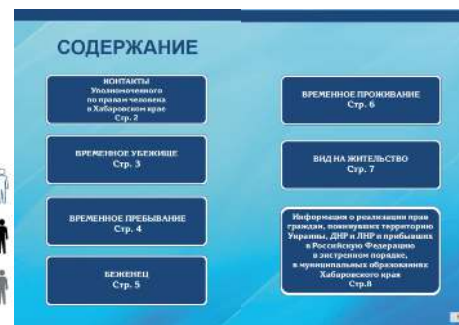 СОДЕРЖАНИЕ
КОНТАКТЫ
Уполномоченного
по правам человека
в Хабаровском крае
Стр. 2
ВРЕМЕННОЕ УБЕЖИЩЕ
Стр. 3
ВРЕМЕННОЕ ПРЕБЫВАНИЕ
Стр. 4
БЕЖЕНЕЦ
Стр. 5
ВРЕМЕННОЕ ПРОЖИВАНИЕ
Стр. 6
ВИД НА ЖИТЕЛЬСТВО
Стр. 7
Информация о реализации прав
граждан, покинувших территорию
Украины, ДНР и ЛНР и прибывших
в Российскую Федерацию
в экстренном порядке,
в муниципальных образованиях
Хабаровского края
Стр.8